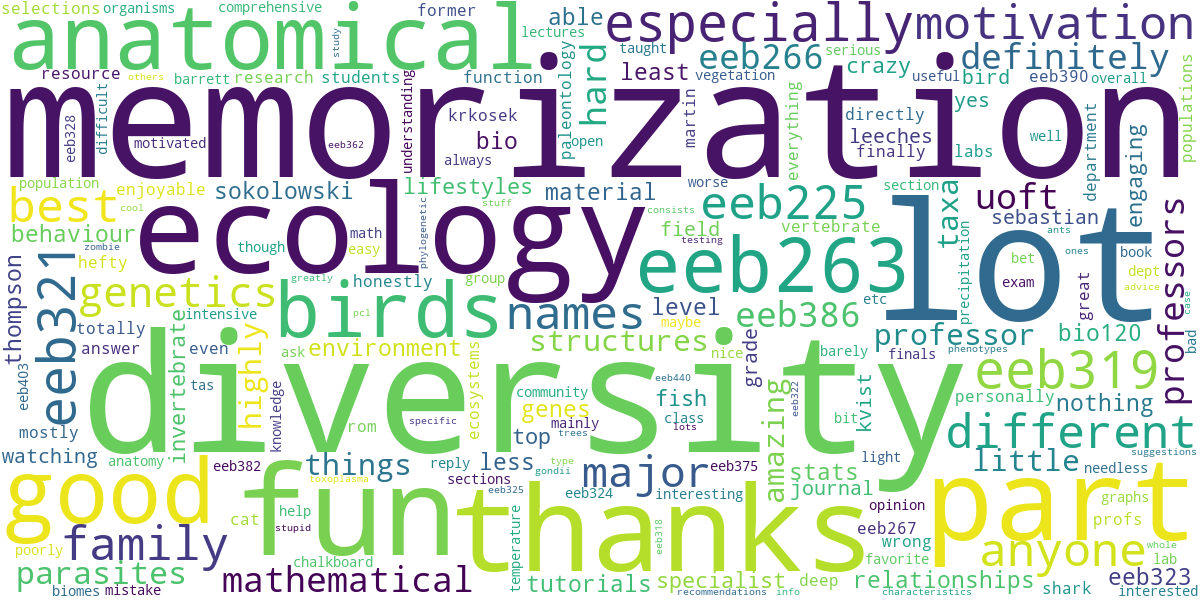 selections
organisms
comprehensive
former
able
especially
motivation
anatomical
study
lectures
taught
eeb266
definitely
resource
others
barrett
research
students
understanding
function
paleontology
hard
least
vegetation
crazy
serious
bird
useful
eeb390
overall
yes
populations
memorization
difficult
eeb328
motivated
eeb362
krkosek
bio
always
open
martin
everything
directly
leeches
finally
labs
well
department
engaging
population
enjoyable
cool
best
behaviour
sokolowski
lifestyles
material
worse
eeb225
section
uoft
taxa
sebastian
ants
ones
book
professors
ecology
zombie
though
math
easy
phylogenetic
stuff
consists
field
testing
vertebrate
eeb263
lot
precipitation
bet
exam
great
dept
advice
case
bad
thompson
eeb321
hefty
genetics
greatly
honestly
group
birds
intensive
pcl
names
level
maybe
etc
eeb386
professor
bio120
totally
answer
even
invertebrate
highly
ask
environment
ecosystems
structures
nice
grade
barely
finals
phenotypes
eeb319
eeb403
tas
diversity
knowledge
rom
specific
community
genes
mainly
trees
eeb440
fish
class
lots
eeb322
bit
kvist
personally
nothing
different
suggestions
mostly
watching
anatomy
eeb382
things
reply
less
top
sections
type
gondii
major
eeb375
interesting
amazing
stats
journal
light
little
needless
good
fun
toxoplasma
eeb325
eeb324
thanks
opinion
part
graphs
profs
cat
help
stupid
temperature
eeb318
eeb267
wrong
anyone
whole
lab
poorly
family
parasites
chalkboard
mathematical
tutorials
specialist
deep
favorite
relationships
eeb323
biomes
mistake
recommendations
info
characteristics
shark
interested